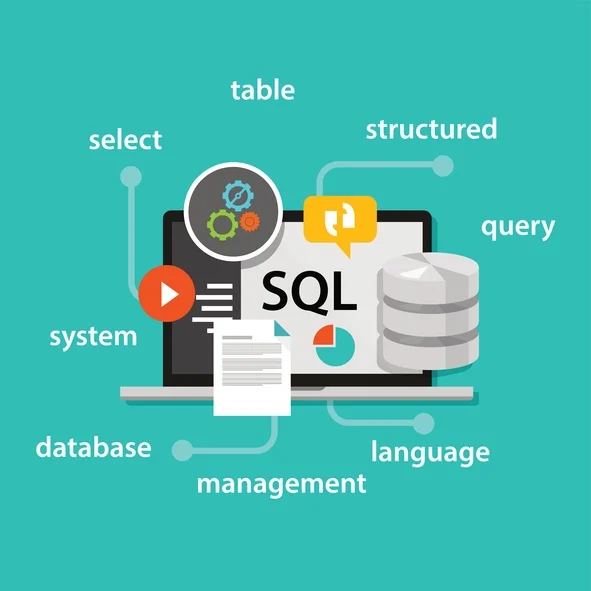 table
select
structured
query
SQL
system
database
language
management